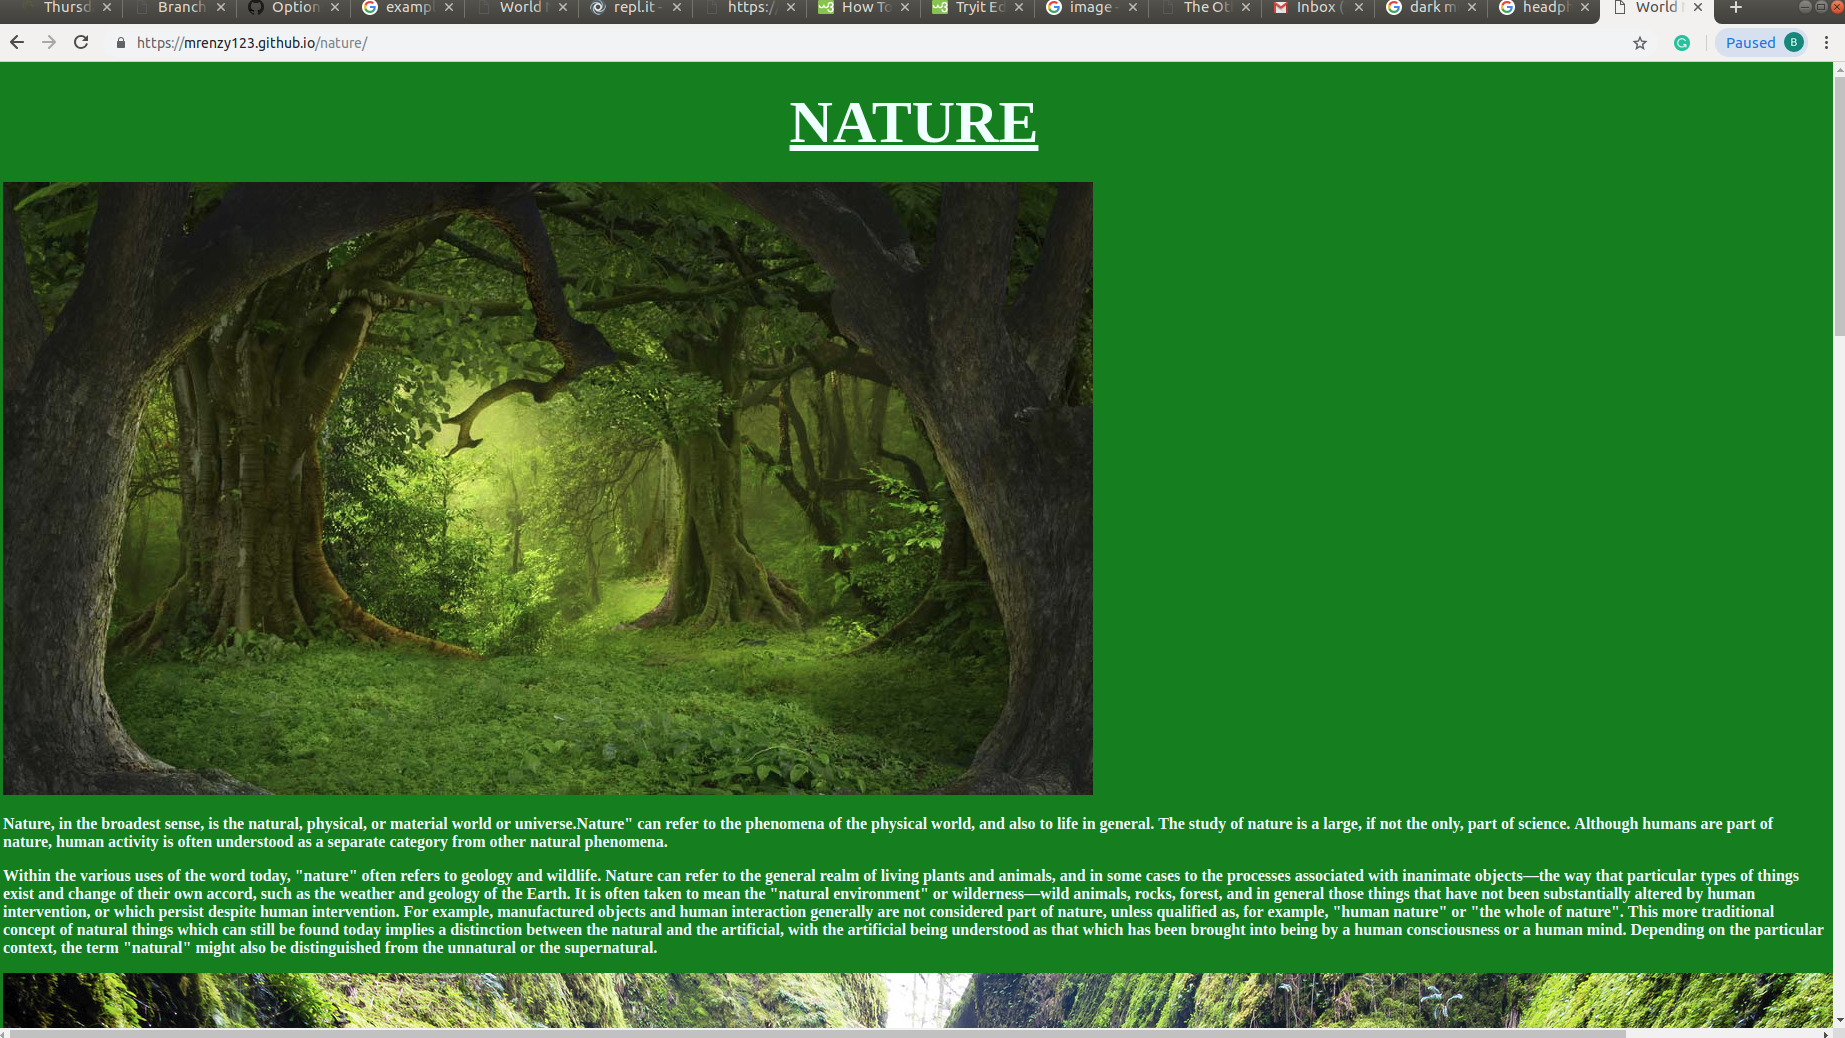 Thursd
Branch
Option
exampl
World
repl.it -
https:/
How To
Tryit Ed
image -
The Ot
Inbox (
dark m
headph
World
https://mrenzy123.github.io/nature/
Paused
B
NATURE
Nature, in the broadest sense, is the natural, physical, or material world or universe.Nature" can refer to the phenomena of the physical world, and also to life in general. The study of nature is a large, if not the only, part of science. Although humans are part of
nature, human activity is often understood as a separate category from other natural phenomena.
Within the various uses of the word today, "nature" often refers to geology and wildlife. Nature can refer to the general realm of living plants and animals, and in some cases to the processes associated with inanimate objects—the way that particular types of things
exist and change of their own accord, such as the weather and geology of the Earth. It is often taken to mean the "natural environment" or wilderness—wild animals, rocks, forest, and in general those things that have not been substantially altered by human
intervention, or which persist despite human intervention. For example, manufactured objects and human interaction generally are not considered part of nature, unless qualified as, for example, "human nature" or "the whole of nature". This more traditional
concept of natural things which can still be found today implies a distinction between the natural and the artificial, with the artificial being understood as that which has been brought into being by a human consciousness or a human mind. Depending on the particular
context, the term "natural" might also be distinguished from the unnatural or the supernatural.